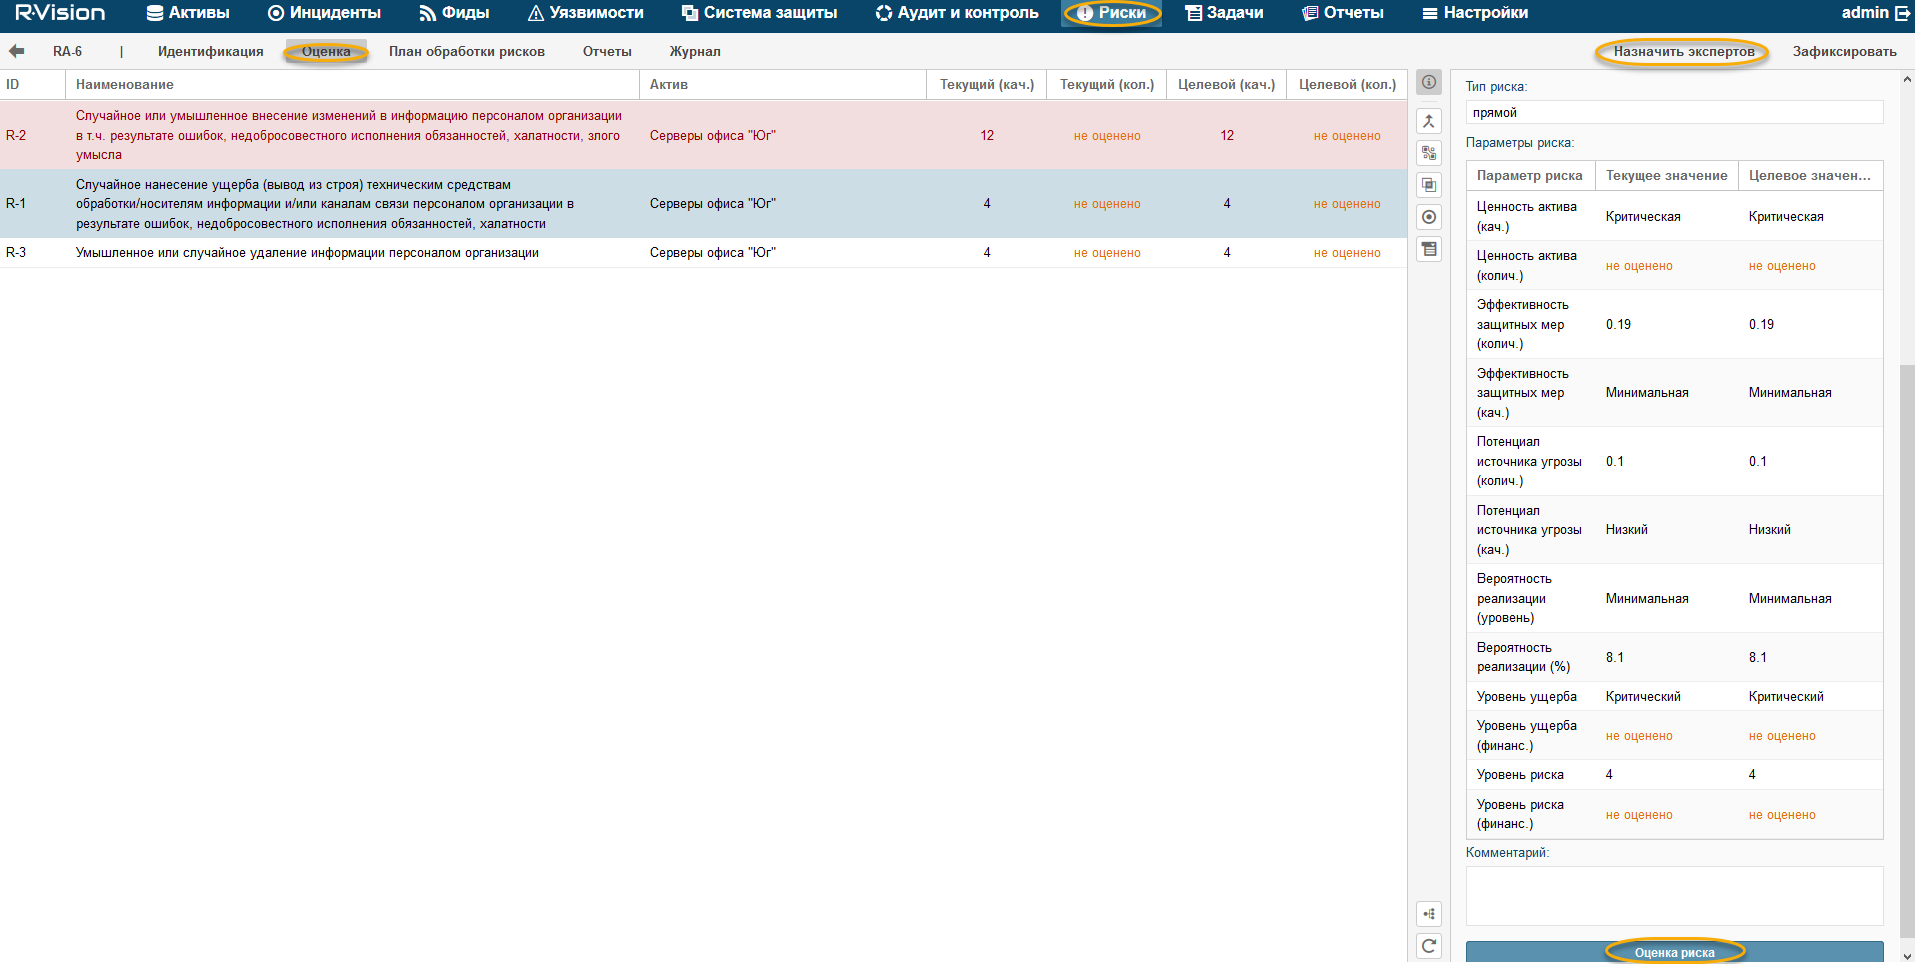 R-Vision Активы Инциденты Фиды Уязвимости Система защиты Аудит и контроль Риски Задачи Отчеты Настройки admin
RA-6 | Идентификация Оценка План обработки рисков Отчеты Журнал Назначить экспертов Зафиксировать
ID Наименование Актив Текущий (кач.) Текущий (кол.) Целевой (кач.) Целевой (кол.)
R-2 Случайное или умышленное внесение изменений в информацию персоналом организации
в т.ч. результате ошибок, недобросовестного исполнения обязанностей, халатности, злого
умысла
Серверы офиса "Юг" 12 не оценено 12 не оценено
R-1 Случайное нанесение ущерба (вывод из строя) техническим средствам
обработки/носителям информации и/или каналам связи персоналом организации в
результате ошибок, недобросовестного исполнения обязанностей, халатности
Серверы офиса "Юг" 4 не оценено 4 не оценено
R-3 Умышленное или случайное удаление информации персоналом организации Серверы офиса "Юг" 4 не оценено 4 не оценено
Тип риска:
прямой
Параметры риска:
Параметр риска Текущее значение Целевое значен...
Ценность актива
(кач.)
Критическая Критическая
Ценность актива
(колич.)
не оценено не оценено
Эффективность
защитных мер
(колич.)
0.19 0.19
Эффективность
защитных мер
(кач.)
Минимальная Минимальная
Потенциал
источника угрозы
(колич.)
0.1 0.1
Потенциал
источника угрозы
(кач.)
Низкий Низкий
Вероятность
реализации
(уровень)
Минимальная Минимальная
Вероятность
реализации (%)
8.1 8.1
Уровень ущерба Критический Критический
Уровень ущерба
(финанс.)
не оценено не оценено
Уровень риска 4 4
Уровень риска
(финанс.)
не оценено не оценено
Комментарий:
Оценка риска